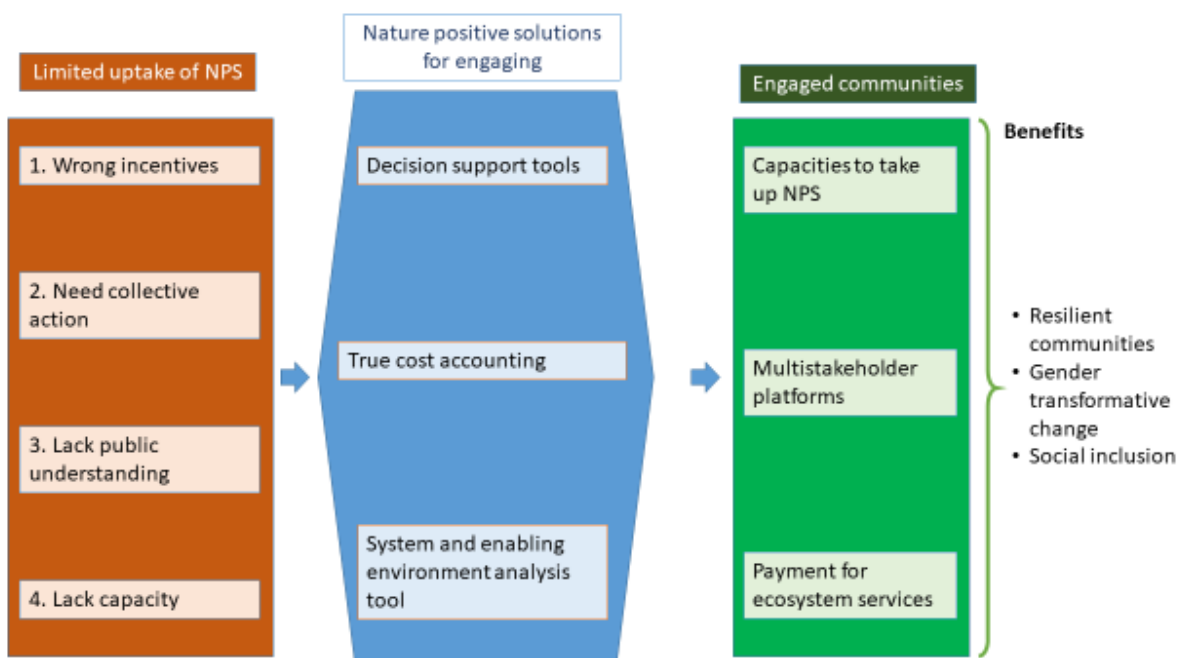 Limited uptake of NPS
1. Wrong incentives
2. Need collective
action
3. Lack public
understanding
4. Lack capacity
Nature positive solutions
for engaging
Decision support tools
True cost accounting
System and enabling
environment analysis
tool
Engaged communities
Capacities to take
up NPS
Multistakeholder
platforms
Payment for
ecosystem services
Benefits
• Resilient
communities
• Gender
transformative
change
• Social inclusion